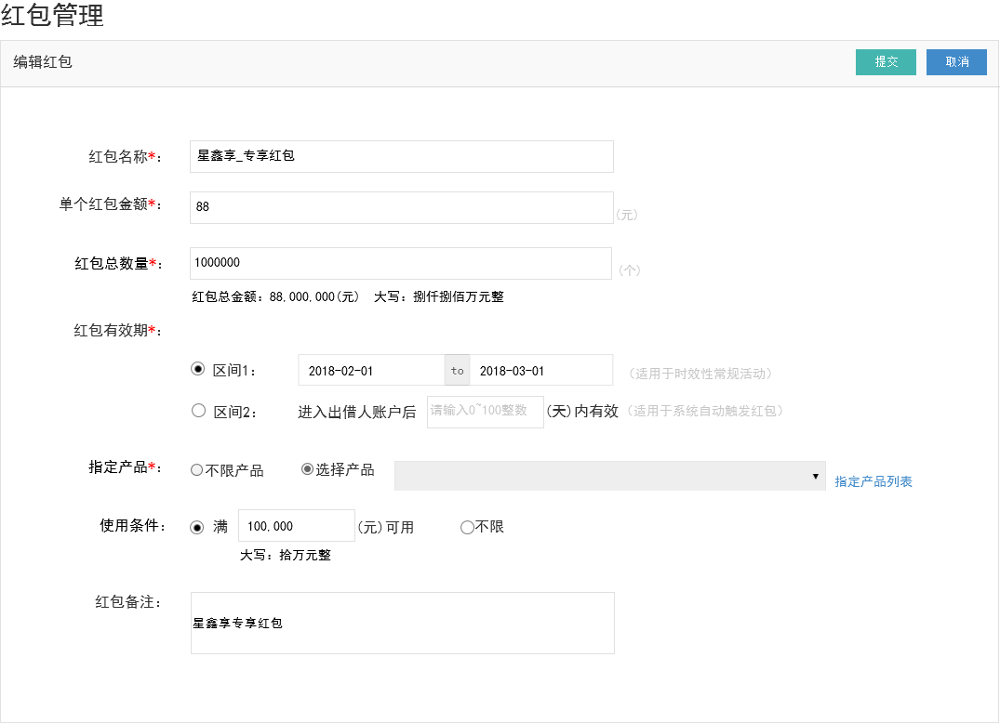 红包管理
编辑红包 提交 取消
红包名称*： 星鑫享_专享红包
单个红包金额*： 88 (元)
红包总数量*： 1000000 (个)
红包总金额：88,000,000(元) 大写：捌仟捌佰万元整
红包有效期*：
区间1： 2018-02-01 to 2018-03-01 （适用于时效性常规活动）
区间2： 进入出借人账户后 请输入0~100整数 (天)内有效 （适用于系统自动触发红包）
指定产品*： 不限产品 选择产品 指定产品列表
使用条件： 满 100,000 (元)可用 不限
大写：拾万元整
红包备注： 星鑫享专享红包